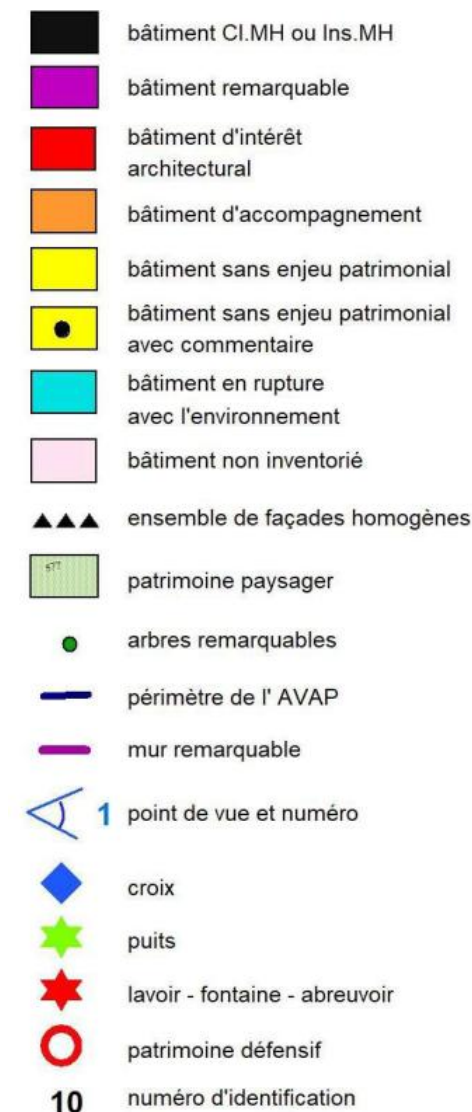 bâtiment Cl.MH ou Ins.MH
bâtiment remarquable
bâtiment d'intérêt
architectural
bâtiment d'accompagnement
bâtiment sans enjeu patrimonial
bâtiment sans enjeu patrimonial
avec commentaire
bâtiment en rupture
avec l'environnement
bâtiment non inventorié
ensemble de façades homogènes
577
patrimoine paysager
arbres remarquables
périmètre de l' AVAP
mur remarquable
1 point de vue et numéro
croix
puits
lavoir - fontaine - abreuvoir
patrimoine défensif
10 numéro d'identification